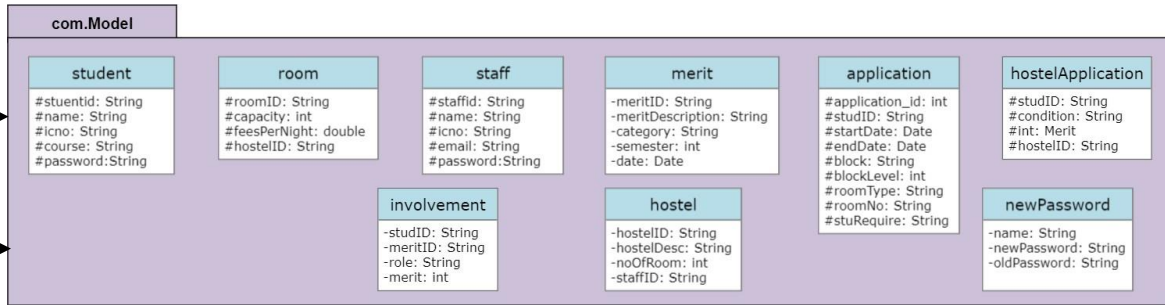 com.Model
student
#stuentid: String
#name: String
#icno: String
#course: String
#password:String
room
#roomID: String
#capacity: int
#feesPerNight: double
#hostelID: String
staff
#staffid: String
#name: String
#icno: String
#email: String
#password:String
merit
-meritID: String
-meritDescription: String
-category: String
-semester: int
-date: Date
application
#application_id: int
#studID: String
#startDate: Date
#endDate: Date
#block: String
#blockLevel: int
#roomType: String
#roomNo: String
#stuRequire: String
hostelApplication
#studID: String
#condition: String
#int: Merit
#hostelID: String
involvement
-studID: String
-meritID: String
-role: String
-merit: int
hostel
-hostelID: String
-hostelDesc: String
-noOfRoom: int
-staffID: String
newPassword
-name: String
-newPassword: String
-oldPassword: String